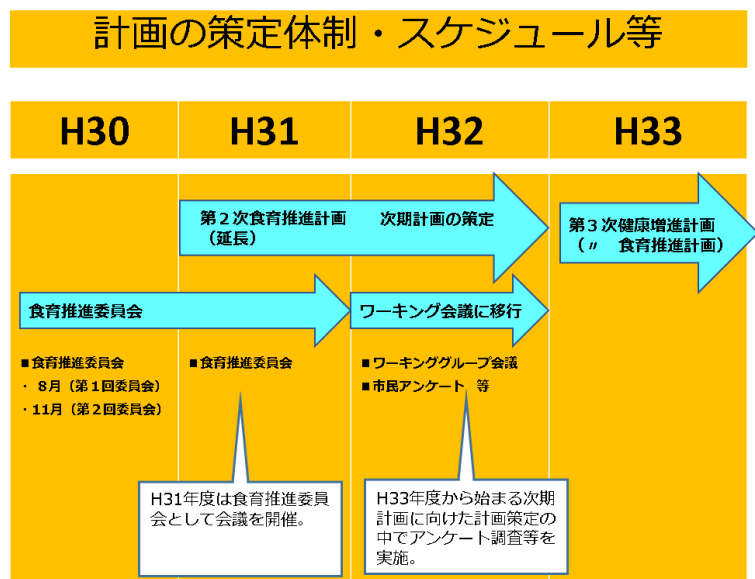 計画の策定体制・スケジュール等
H30 H31 H32 H33
第２次食育推進計画　　次期計画の策定
（延長）
第３次健康増進計画
（〃　食育推進計画）
食育推進委員会
ワーキング会議に移行
■食育推進委員会
・ 8月（第１回委員会）
・11月（第２回委員会）
■食育推進委員会
■ワーキンググループ会議
■市民アンケート　等
H31年度は食育推進委員
会として会議を開催。
H33年度から始まる次期
計画に向けた計画策定の
中でアンケート調査等を
実施。